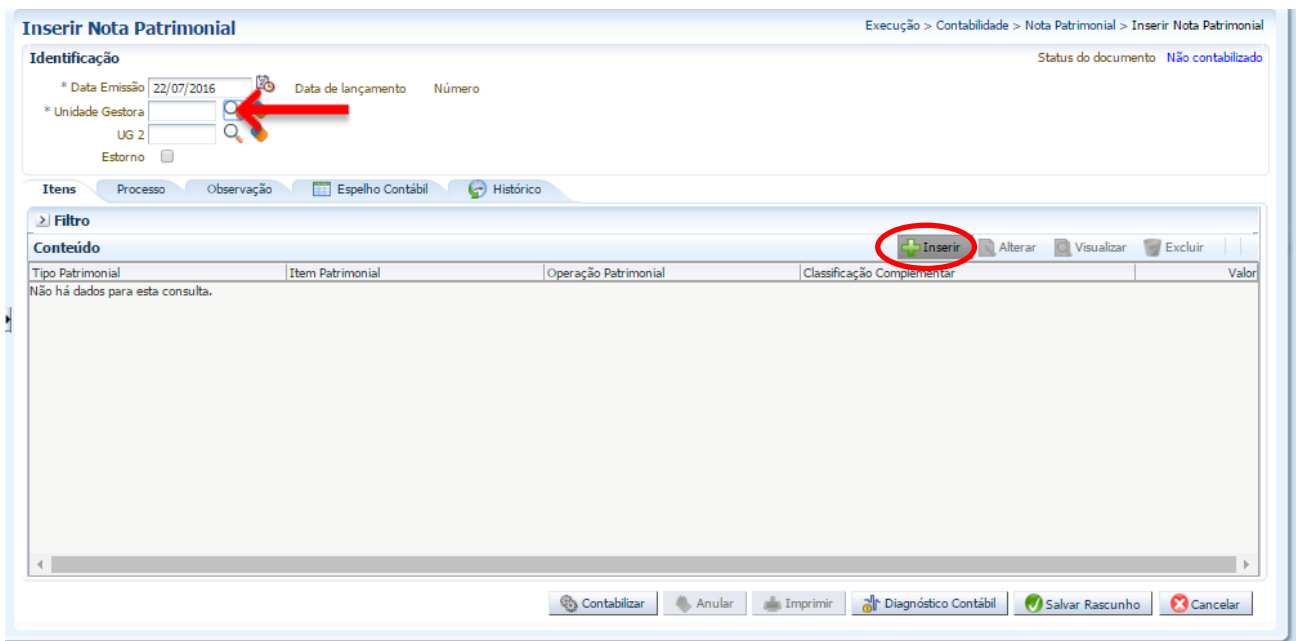 Inserir Nota Patrimonial Execução > Contabilidade > Nota Patrimonial > Inserir Nota Patrimonial
Identificação Status do documento Não contabilizado
* Data Emissão 22/07/2016 Data de lançamento Número
* Unidade Gestora
UG 2
Estorno
Itens Processo Observação Espelho Contábil Histórico
Filtro
Conteúdo Inserir Alterar Visualizar Excluir
Tipo Patrimonial Item Patrimonial Operação Patrimonial Classificação Complementar Valor
Não há dados para esta consulta.
Contabilizar Anular Imprimir Diagnóstico Contábil Salvar Rascunho Cancelar